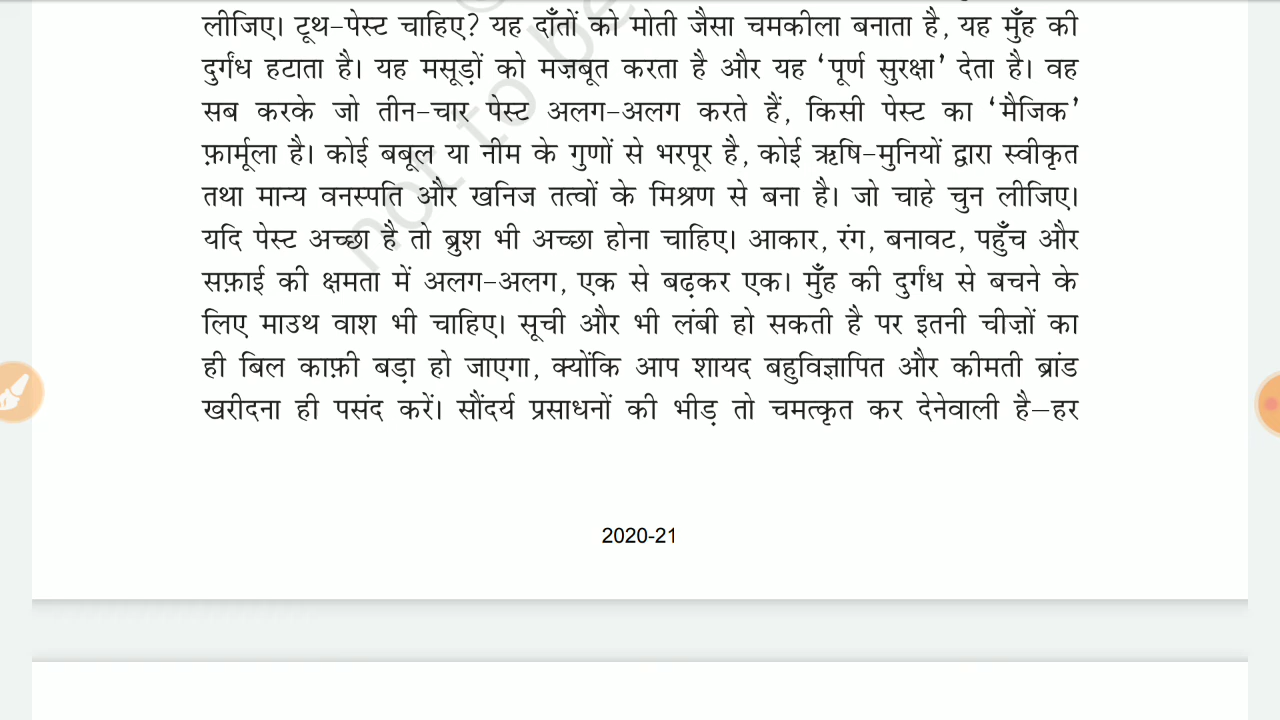 लीजिए। टूथ-पेस्ट चाहिए? यह दाँतों को मोती जैसा चमकीला बनाता है, यह मुँह की
दुर्गंध हटाता है। यह मसूड़ों को मज़बूत करता है और यह ‘पूर्ण सुरक्षा’ देता है। वह
सब करके जो तीन-चार पेस्ट अलग-अलग करते हैं, किसी पेस्ट का ‘मैजिक’
फ़ार्मूला है। कोई बबूल या नीम के गुणों से भरपूर है, कोई ऋषि-मुनियों द्वारा स्वीकृत
तथा मान्य वनस्पति और खनिज तत्वों के मिश्रण से बना है। जो चाहे चुन लीजिए।
यदि पेस्ट अच्छा है तो ब्रुश भी अच्छा होना चाहिए। आकार, रंग, बनावट, पहुँच और
सफ़ाई की क्षमता में अलग-अलग, एक से बढ़कर एक। मुँह की दुर्गंध से बचने के
लिए माउथ वाश भी चाहिए। सूची और भी लंबी हो सकती है पर इतनी चीज़ों का
ही बिल काफ़ी बड़ा हो जाएगा, क्योंकि आप शायद बहुविज्ञापित और कीमती ब्रांड
खरीदना ही पसंद करें। सौंदर्य प्रसाधनों की भीड़ तो चमत्कृत कर देनेवाली है–हर
not to be
2020-21